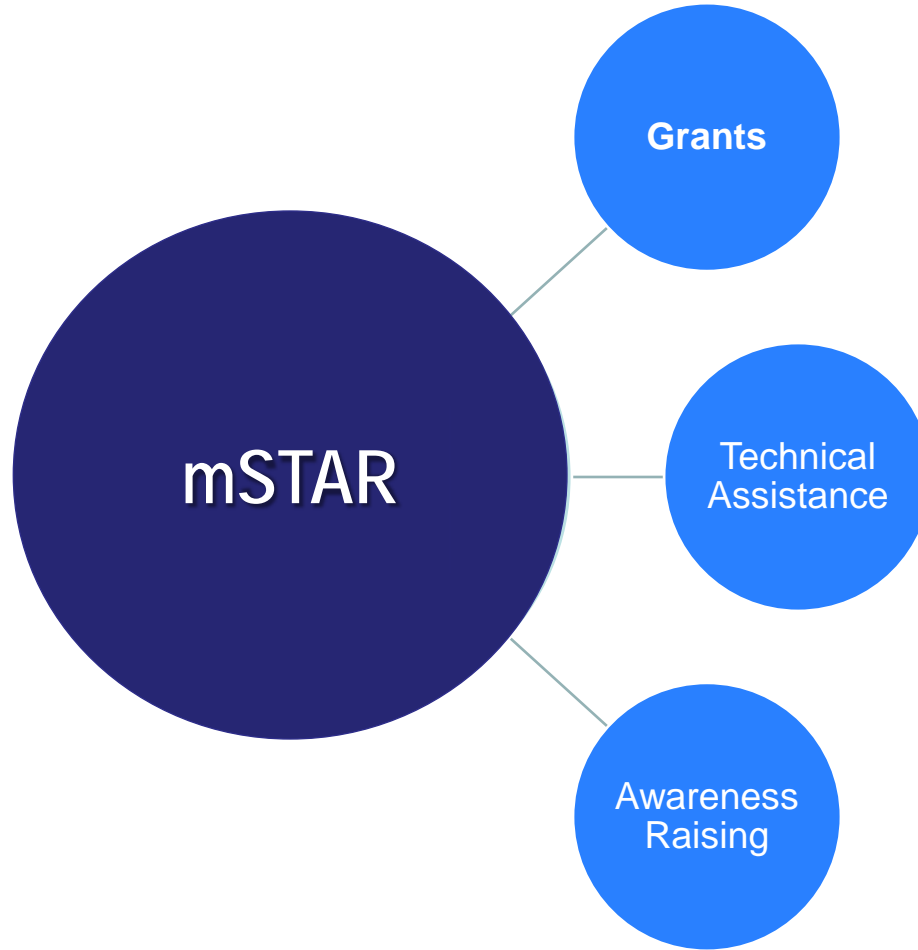 Grants
mSTAR
Technical
Assistance
Awareness
Raising